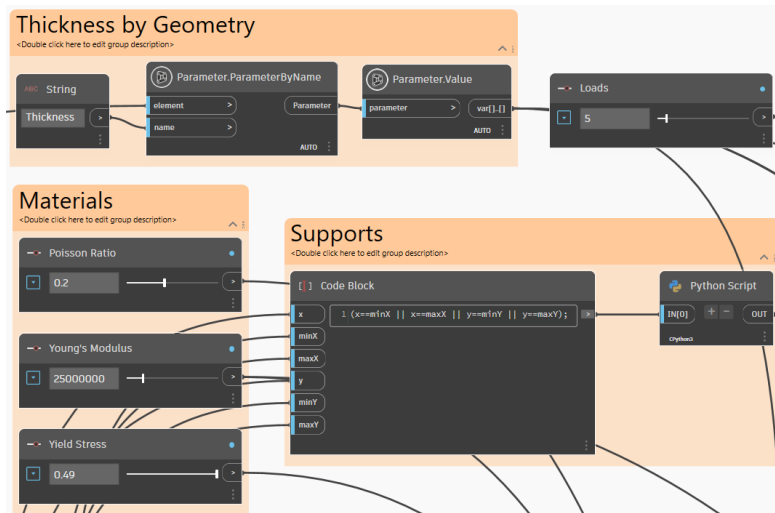 Thickness by Geometry
<Double click here to edit group description>
ABC String
Thickness >
Parameter.ParameterByName
element > Parameter >
name >
AUTO
Parameter.Value
parameter > var[]..[]
AUTO
Loads
5 >
Materials
<Double click here to edit group description>
Poisson Ratio
0.2 >
Young's Modulus
25000000 >
Yield Stress
0.49 >
Supports
<Double click here to edit group description>
[ ] Code Block
x 1 (x==minX || x==maxX || y==minY || y==maxY); >
minX
maxX
y
minY
maxY
Python Script
IN[0] + - OUT
CPython3